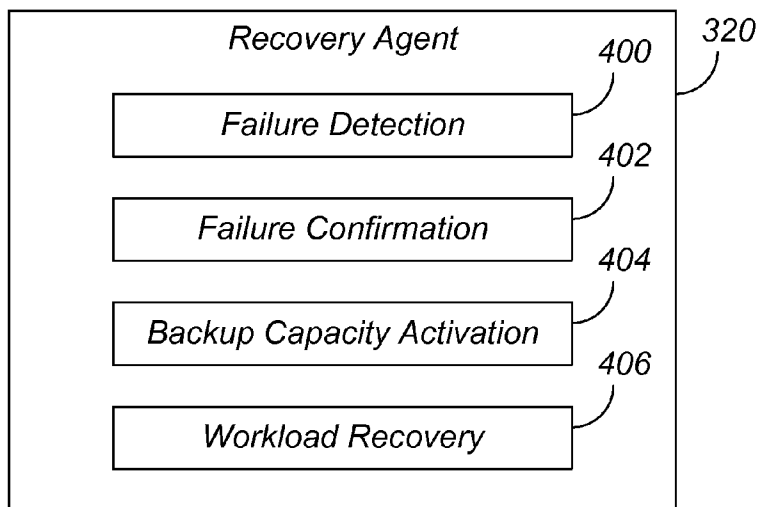 Recovery Agent
320
400
Failure Detection
402
Failure Confirmation
404
Backup Capacity Activation
406
Workload Recovery